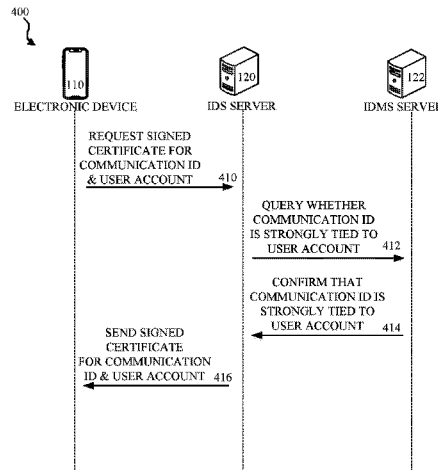 400
110
120
122
ELECTRONIC DEVICE
IDS SERVER
IDMS SERVER
REQUEST SIGNED
CERTIFICATE FOR
COMMUNICATION ID
& USER ACCOUNT
410
QUERY WHETHER
COMMUNICATION ID
IS STRONGLY TIED TO
USER ACCOUNT
412
CONFIRM THAT
COMMUNICATION ID IS
STRONGLY TIED TO
USER ACCOUNT
414
SEND SIGNED
CERTIFICATE
FOR COMMUNICATION
ID & USER ACCOUNT
416